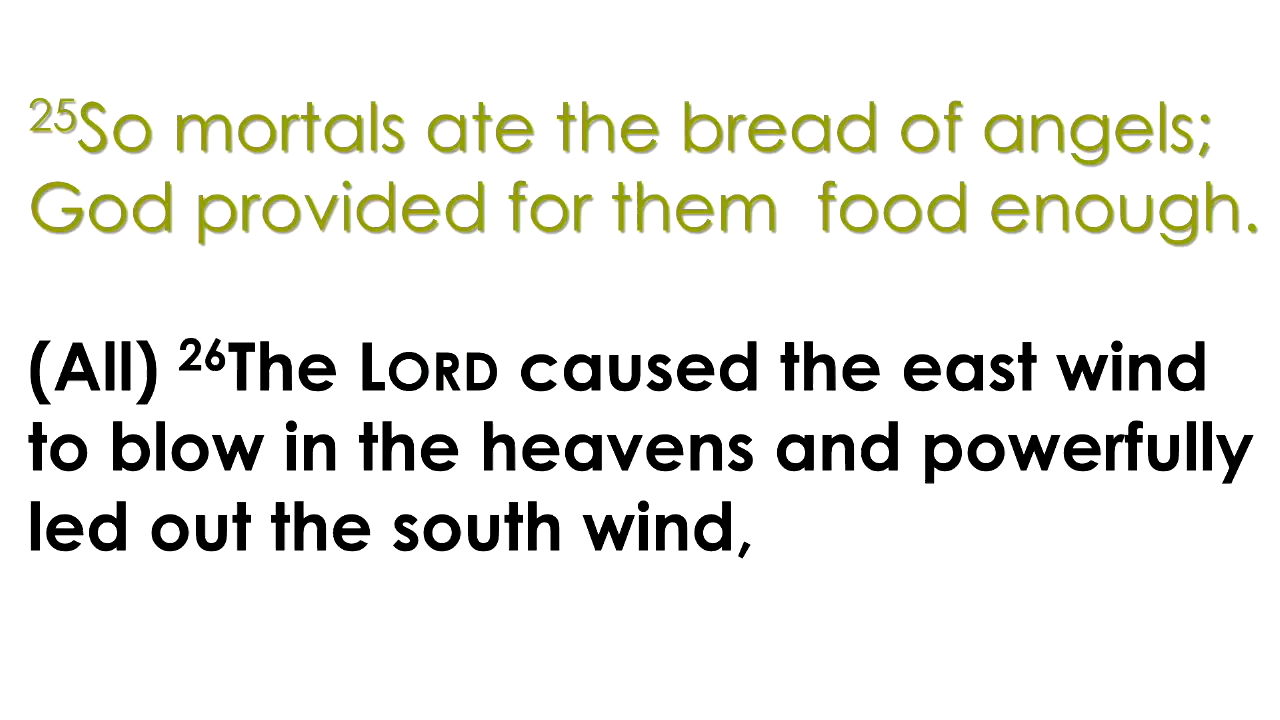 ²⁵So mortals ate the bread of angels;
God provided for them  food enough.
(All) ²⁶The LORD caused the east wind
to blow in the heavens and powerfully
led out the south wind,